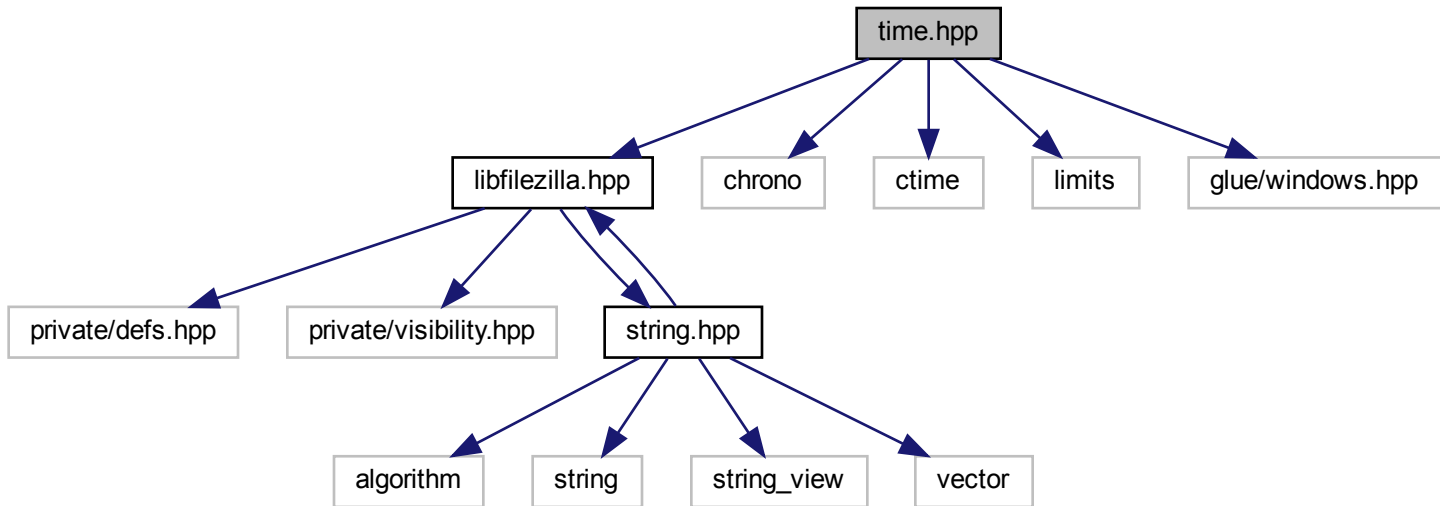 time.hpp
libfilezilla.hpp
chrono
ctime
limits
glue/windows.hpp
private/defs.hpp
private/visibility.hpp
string.hpp
algorithm
string
string_view
vector